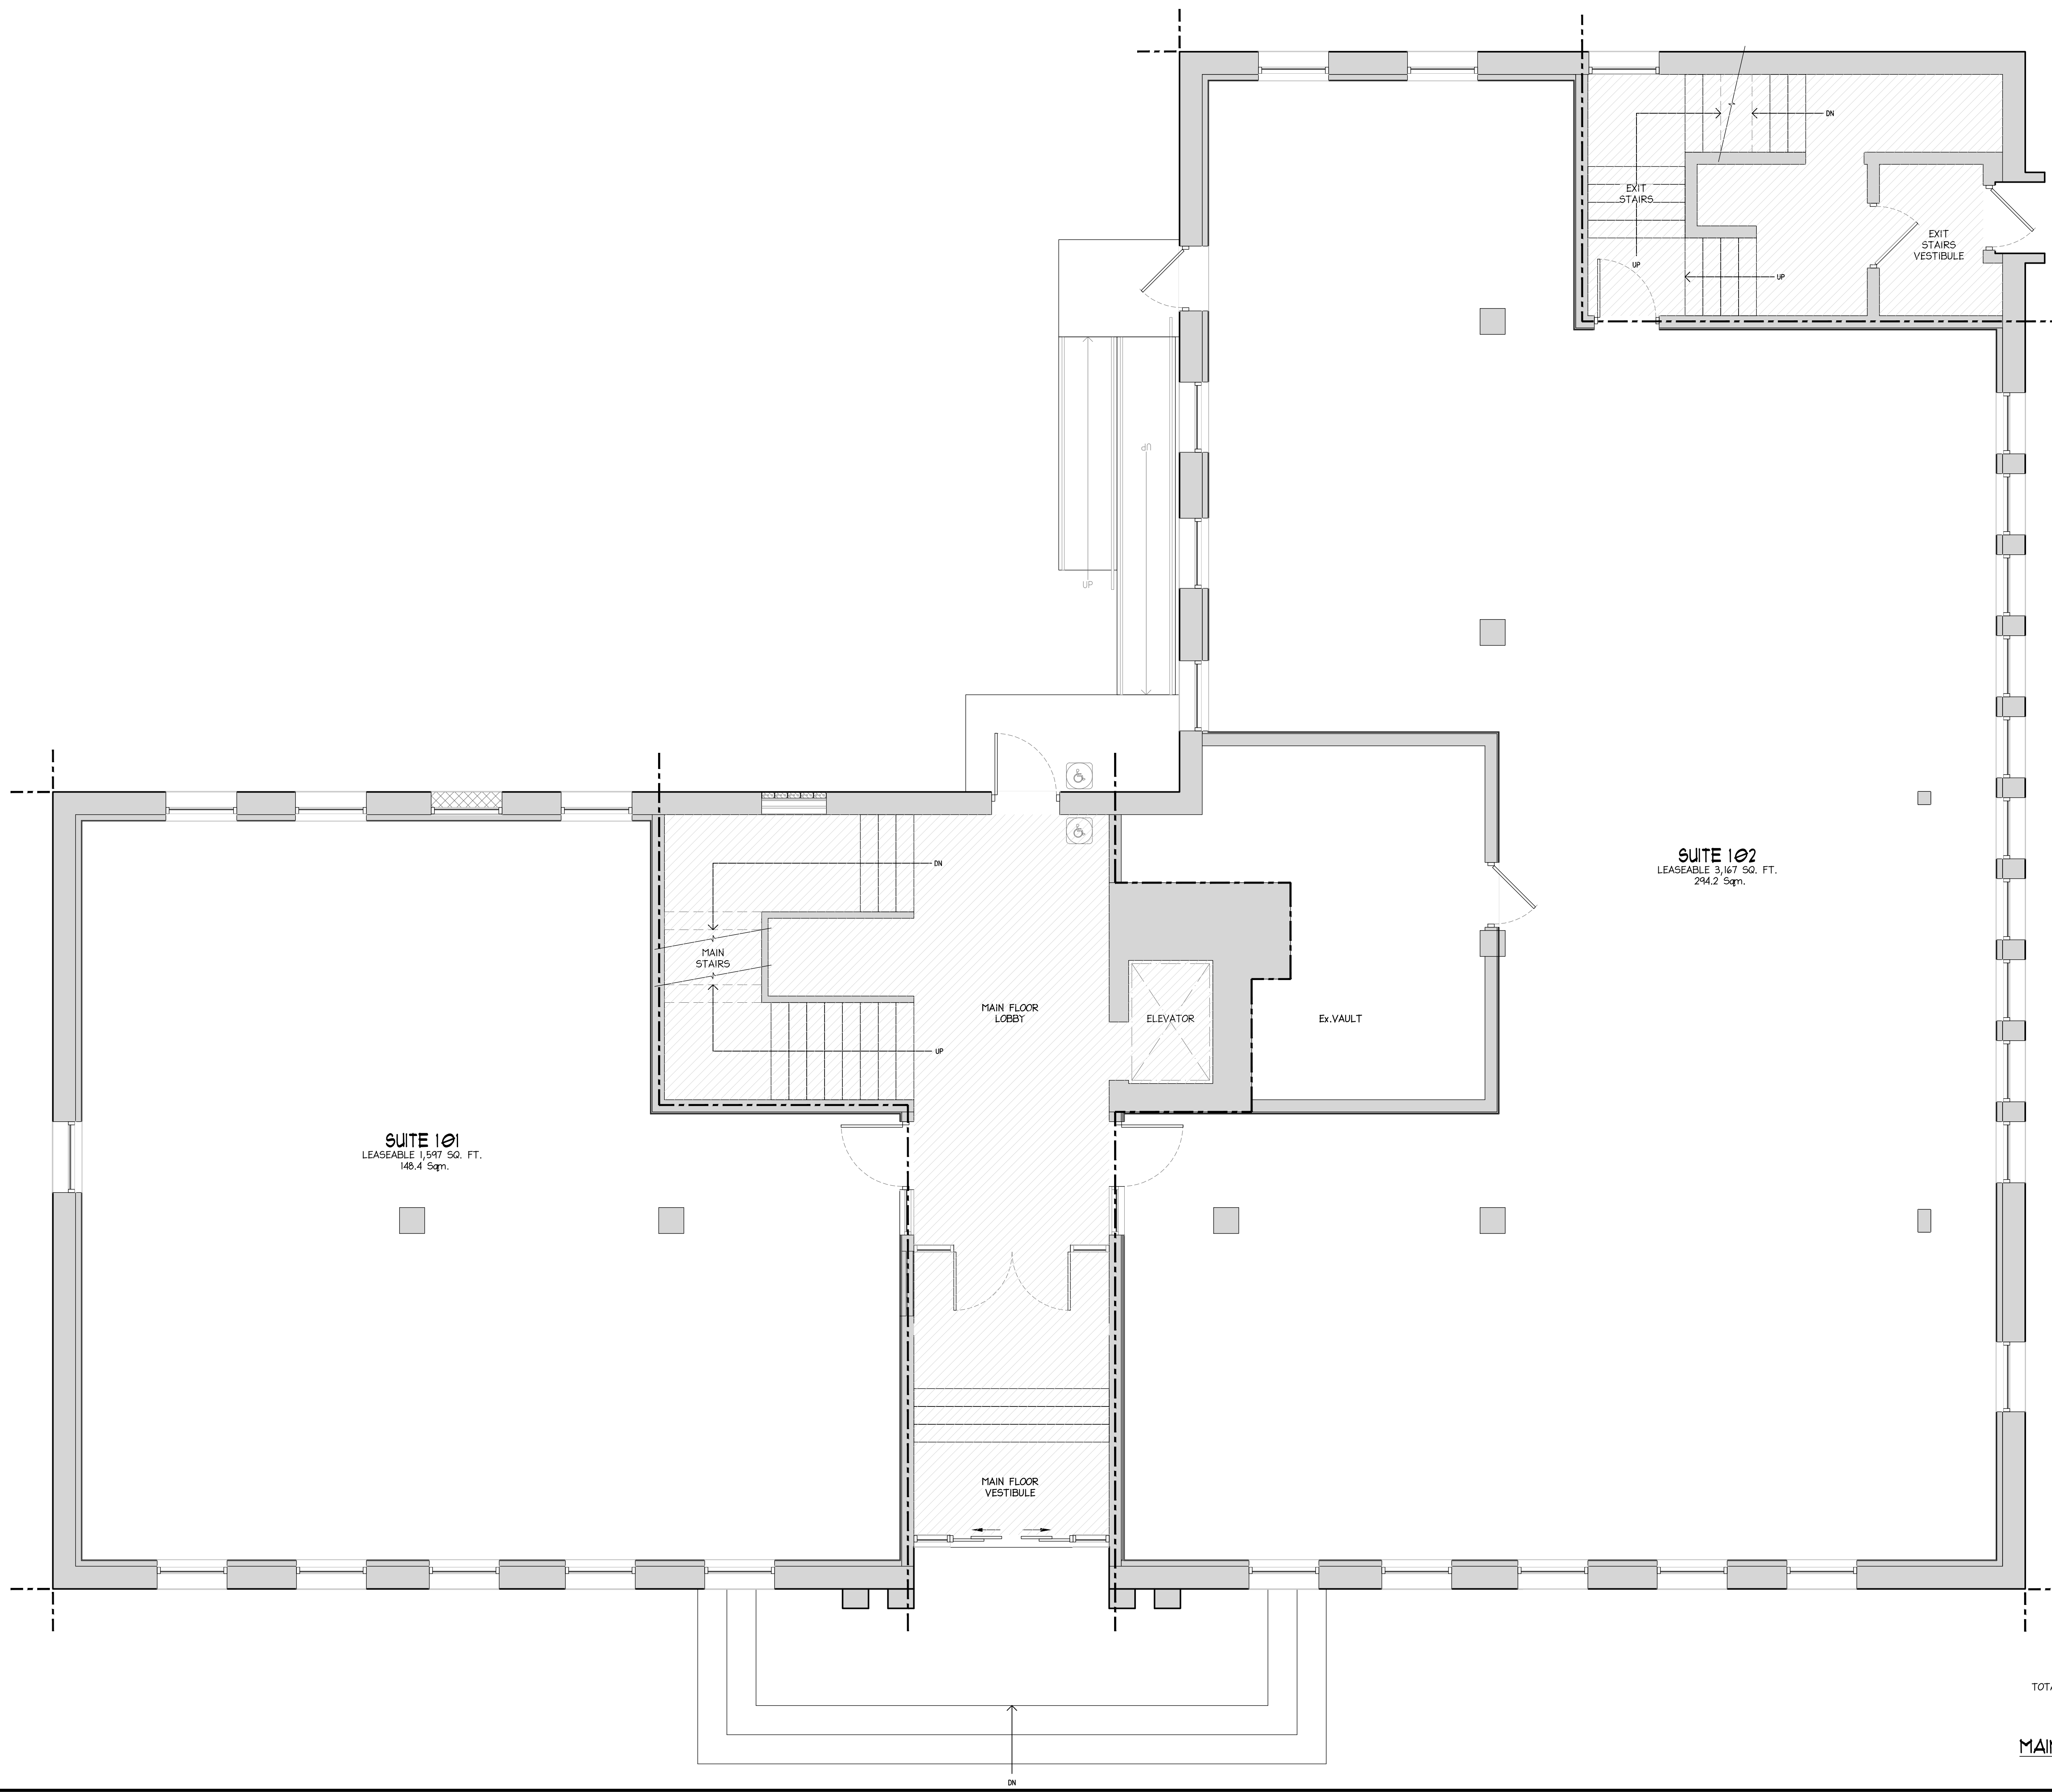 DN
EXIT
STAIRS
EXIT
STAIRS
VESTIBULE
UP
UP
UP
UP
SUITE 102
LEASEABLE 3,167 SQ. FT.
294.2 Sqm.
DN
MAIN
STAIRS
MAIN FLOOR
LOBBY
ELEVATOR
Ex.VAULT
UP
SUITE 101
LEASEABLE 1,597 SQ. FT.
148.4 Sqm.
MAIN FLOOR
VESTIBULE
DN